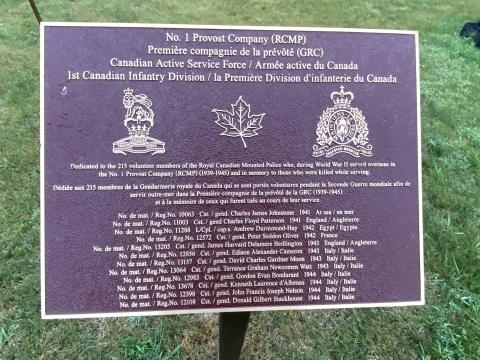 No. 1 Provost Company (RCMP)
Première compagnie de la prévôté (GRC)
Canadian Active Service Force / Armée active du Canada
1st Canadian Infantry Division / la Première Division d'infanterie du Canada
Dedicated to the 215 volunteer members of the Royal Canadian Mounted Police who, during World War II served overseas in
the No. 1 Provost Company (RCMP) (1939-1945) and in memory to those who were killed while serving.
Dédide aux 215 membres de la Gendarmerie royale du Canada qui se sont portés volontaires pendant la Seconde Guerre mondiale afin de
servir outre-mer dans la Première compagnie de la prévôté de la GRC (1939-1945)
et à la mémoire de ceux qui furent tués au cours de leur service.
No. de mat. / Reg.No. 10063 Cst. / gend. Charles James Johnstone 1941 At sea / en mer
No. de mat. / Reg.No. 11003 Cst. / gend Charles Floyd Patterson 1941 England / Angleterre
No. de mat. / Reg.No. 11288 L/Cpl. / cap.s. Andrew Durmmond-Hay 1942 Egypt / Egypte
No. de mat. / Reg.No. 12572 Cst. / gend. Peter Seddon Oliver 1942 France
No. de mat. / Reg.No. 13205 Cst. / gend. James Harvard Delamere Bedlington 1943 England / Angleterre
No. de mat. / Reg.No. 12856 Cst. / gend. Edison Alexander Cameron 1943 Italy / Italie
No. de mat. / Reg.No. 13157 Cst. / gend. David Charles Gardner Moon 1943 Italy / Italie
No. de mat. / Reg.No. 13064 Cst. / gend. Terrance Graham Newcomen Watt 1943 Italy / Italie
No. de mat. / Reg.No. 12985 Cst. / gend. Gordon Evan Bondurant 1944 Italy / Italie
No. de mat. / Reg.No. 13678 Cst. / gend. Kenneth Laurence d'Albenas 1944 Italy / Italie
No. de mat. / Reg.No. 12398 Cst. / gend. John Francis Joseph Nelson 1944 Italy / Italie
No. de mat. / Reg.No. 12108 Cst. / gend. Donald Gilbert Stackhouse 1944 Italy / Italie